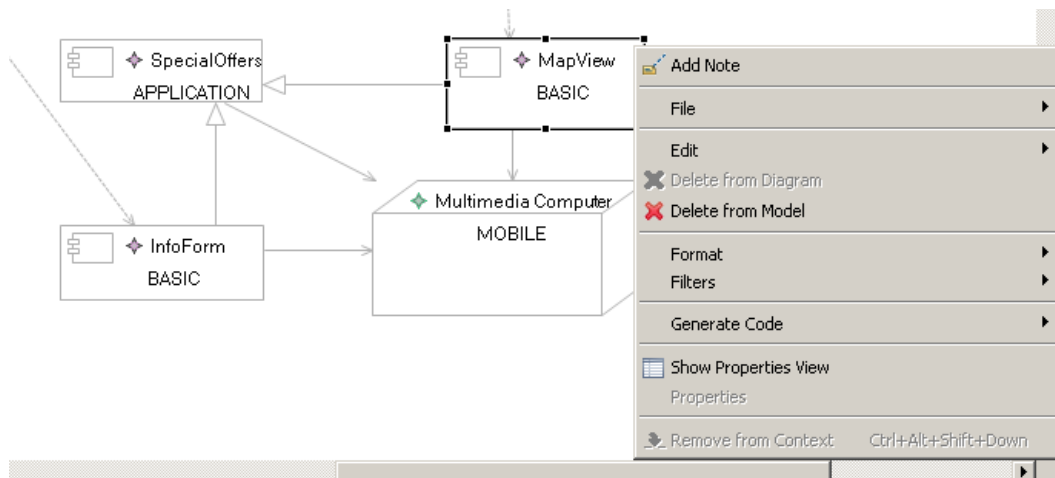 SpecialOffers
APPLICATION
MapView
BASIC
Multimedia Computer
MOBILE
InfoForm
BASIC
Add Note
File
Edit
Delete from Diagram
Delete from Model
Format
Filters
Generate Code
Show Properties View
Properties
Remove from Context Ctrl+Alt+Shift+Down